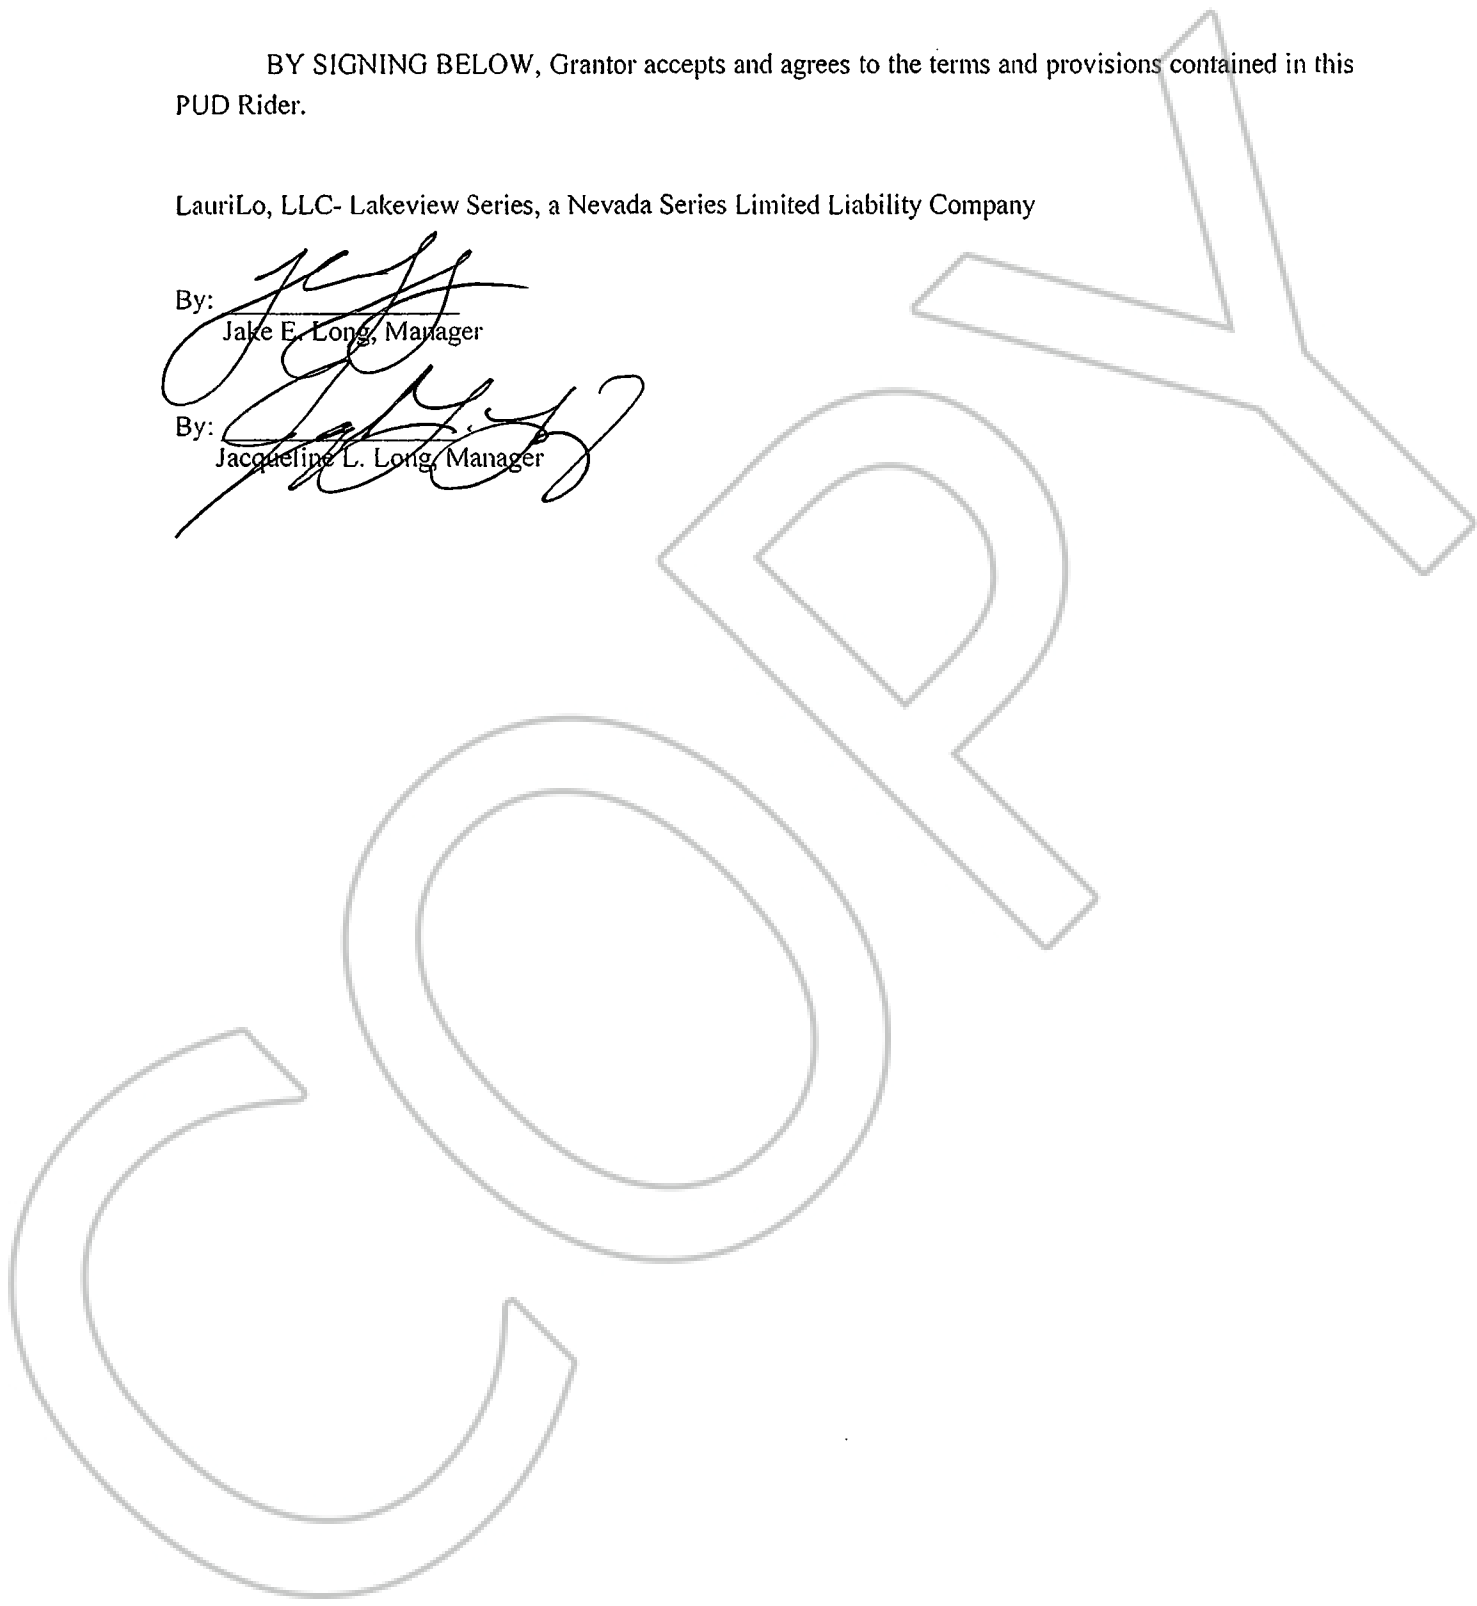 BY SIGNING BELOW, Grantor accepts and agrees to the terms and provisions contained in this
PUD Rider.
LauriLo, LLC- Lakeview Series, a Nevada Series Limited Liability Company
By:
Jake E. Long, Manager
By:
Jacqueline L. Long, Manager
COPY